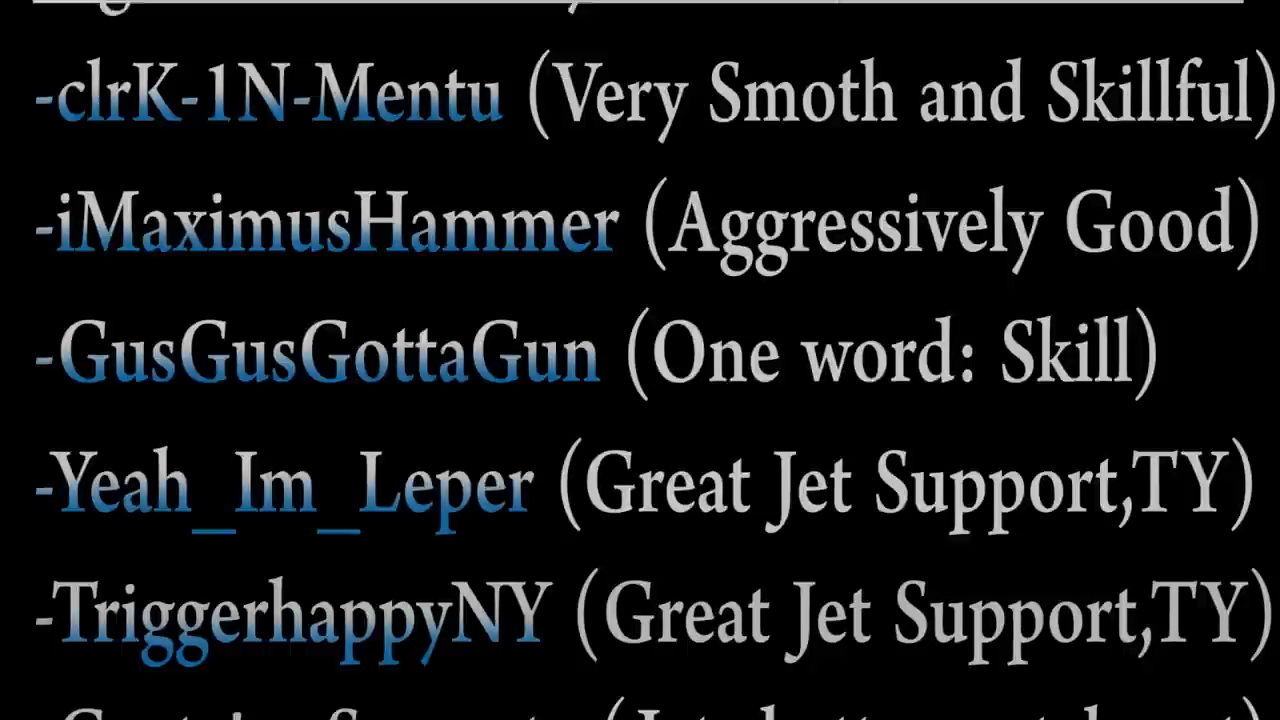 -clrK-1N-Mentu (Very Smoth and Skillful)
-iMaximusHammer (Aggressively Good)
-GusGusGottaGun (One word: Skill)
-Yeah_Im_Leper (Great Jet Support,TY)
-TriggerhappyNY (Great Jet Support,TY)